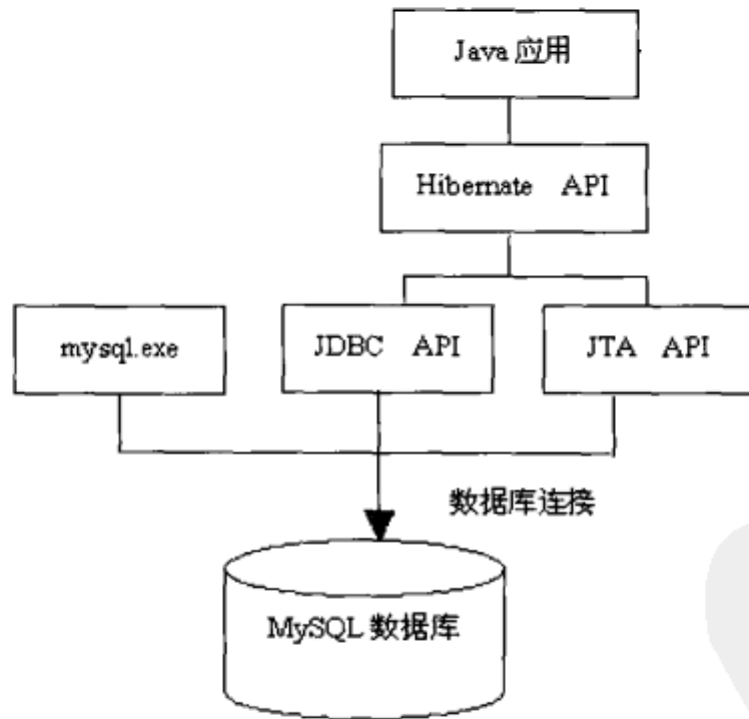 Java 应用
Hibernate API
mysql.exe
JDBC API
JTA API
数据库连接
MySQL 数据库